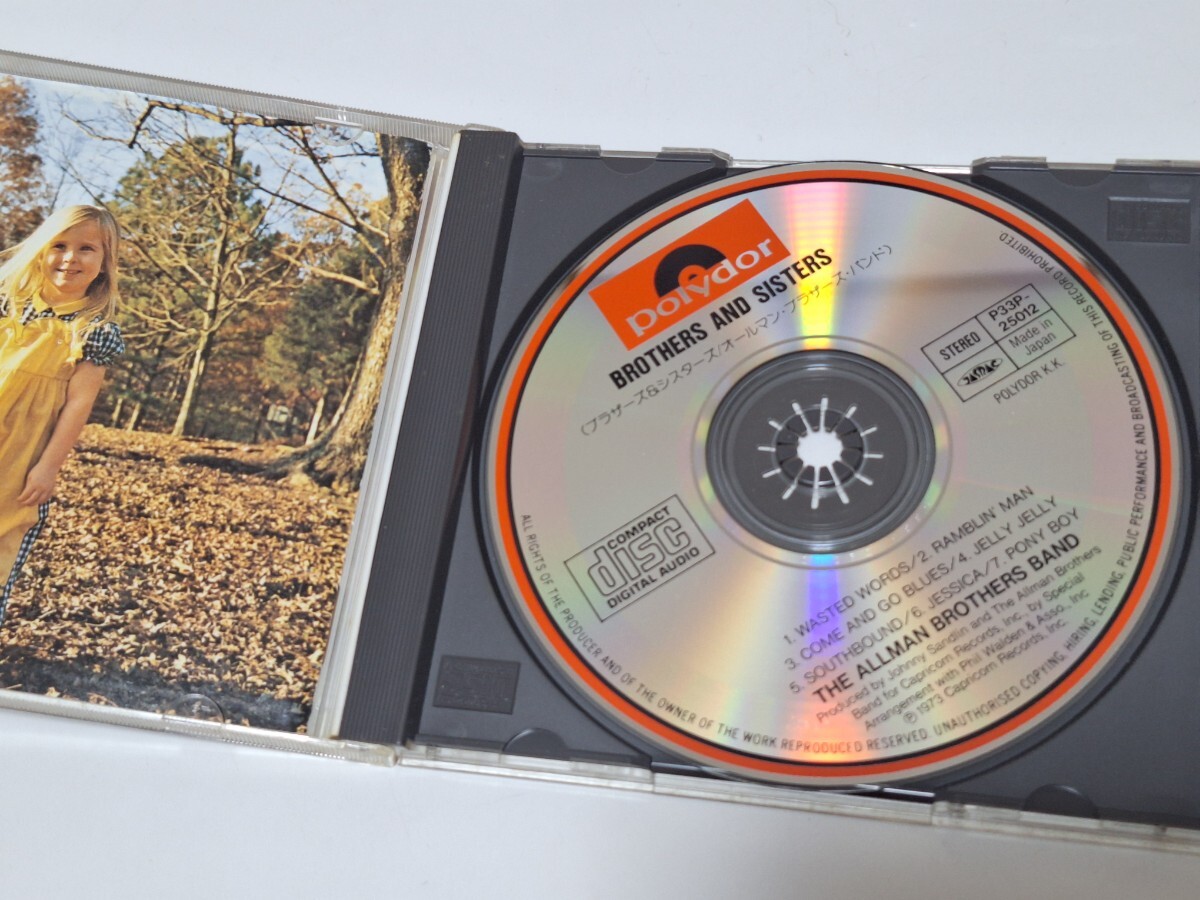 polydor
BROTHERS AND SISTERS
(ブラザーズ&シスターズ/オールマン・ブラザーズ・バンド)
STEREO
P33P-
25012
JASRAC
Made in
Japan
POLYDOR K.K.
COMPACT
disc
DIGITAL AUDIO
1. WASTED WORDS/2. RAMBLIN' MAN
3. COME AND GO BLUES/4. JELLY JELLY
5. SOUTHBOUND/6. JESSICA/7. PONY BOY
THE ALLMAN BROTHERS BAND
Produced by Johnny Sandlin and The Allman Brothers
Band for Capricorn Records, Inc. by Special
Arrangement with Phil Walden & Asso., Inc
℗ 1973 Capricorn Records, Inc.
ALL RIGHTS OF THE PRODUCER AND OF THE OWNER OF THE WORK REPRODUCED RESERVED. UNAUTHORISED COPYING, HIRING, LENDING, PUBLIC PERFORMANCE AND BROADCASTING OF THIS RECORD PROHIBITED